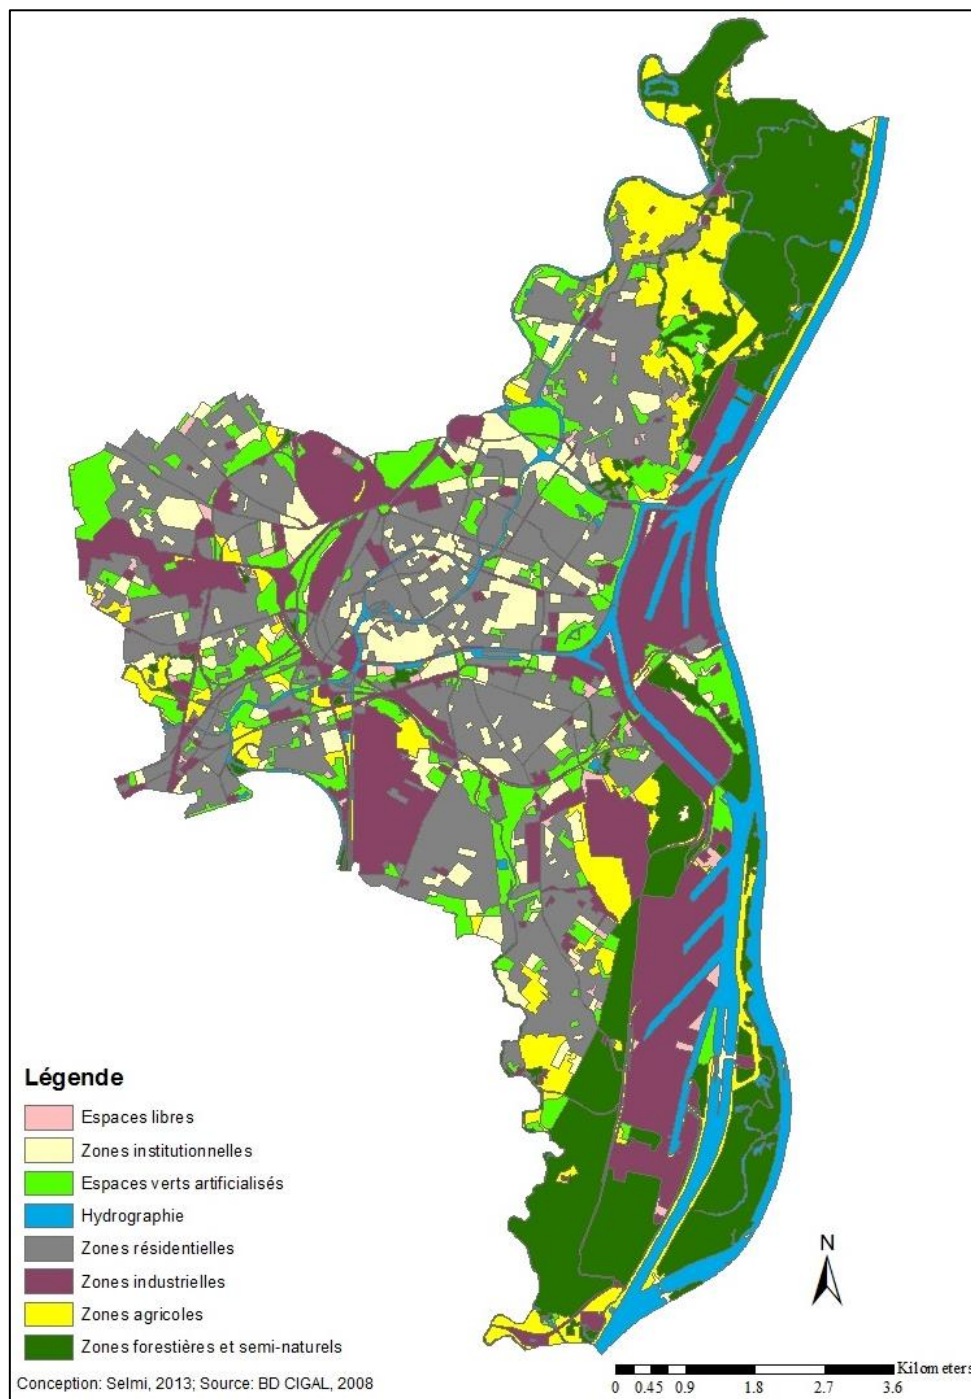 Légende
Espaces libres
Zones institutionnelles
Espaces verts artificialisés
Hydrographie
Zones résidentielles
Zones industrielles
Zones agricoles
Zones forestières et semi-naturels
Conception: Selmi, 2013; Source: BD CIGAL, 2008
N
Kilometers
0 0.45 0.9 1.8 2.7 3.6